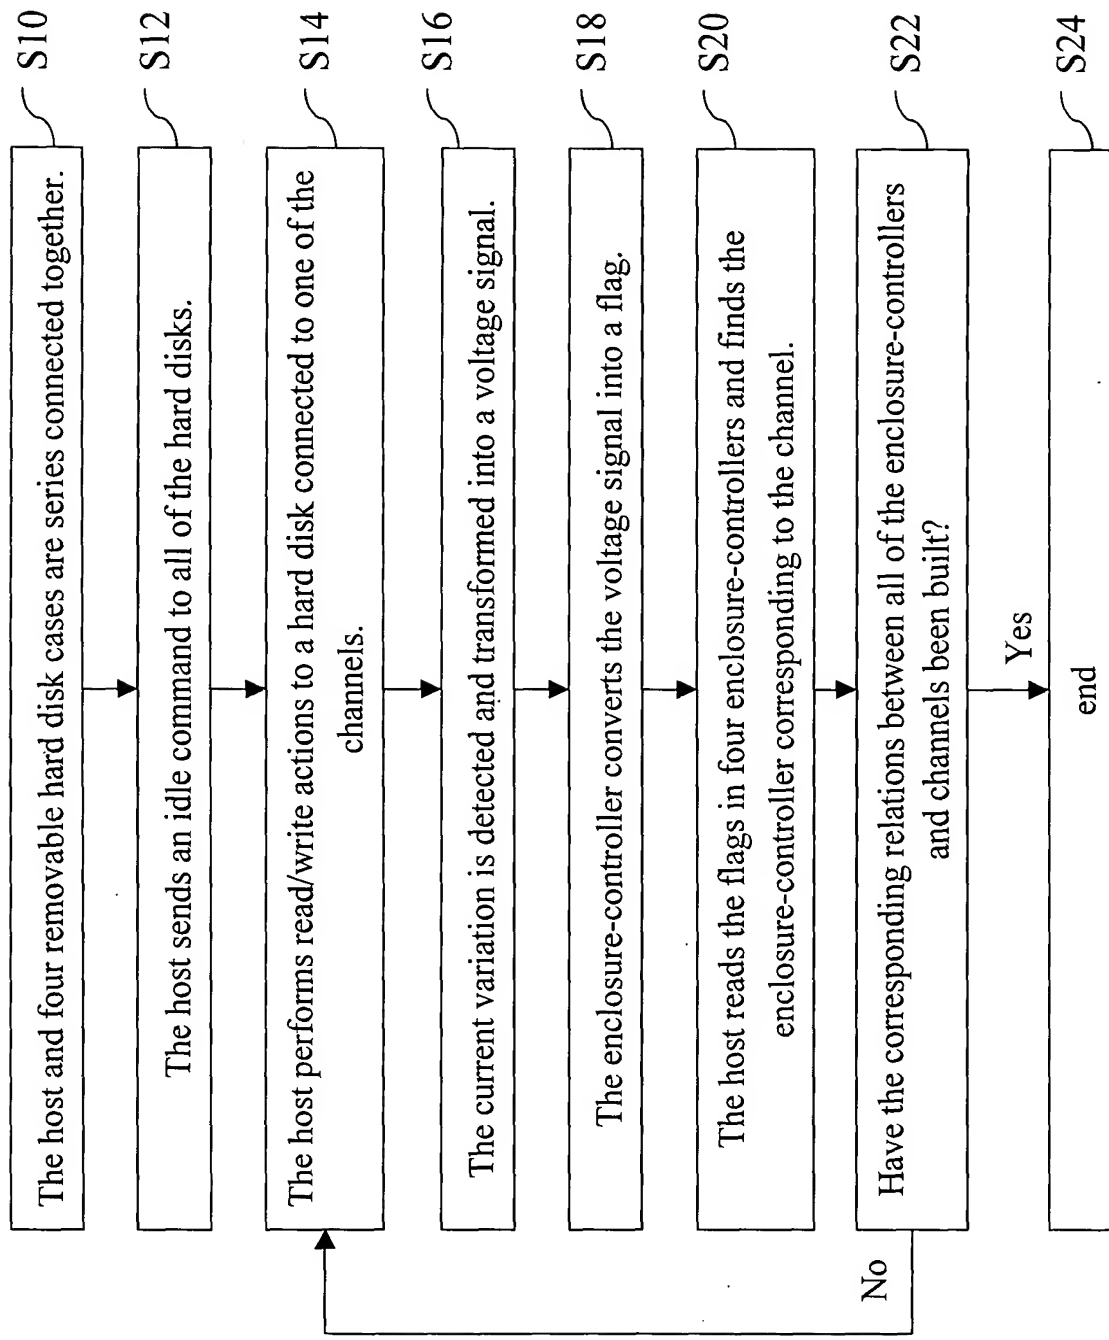 The host and four removable hard disk cases are series connected together.
S10
The host sends an idle command to all of the hard disks.
S12
The host performs read/write actions to a hard disk connected to one of the
channels.
S14
The current variation is detected and transformed into a voltage signal.
S16
The enclosure-controller converts the voltage signal into a flag.
S18
The host reads the flags in four enclosure-controllers and finds the
enclosure-controller corresponding to the channel.
S20
Have the corresponding relations between all of the enclosure-controllers
and channels been built?
S22
No
Yes
end
S24